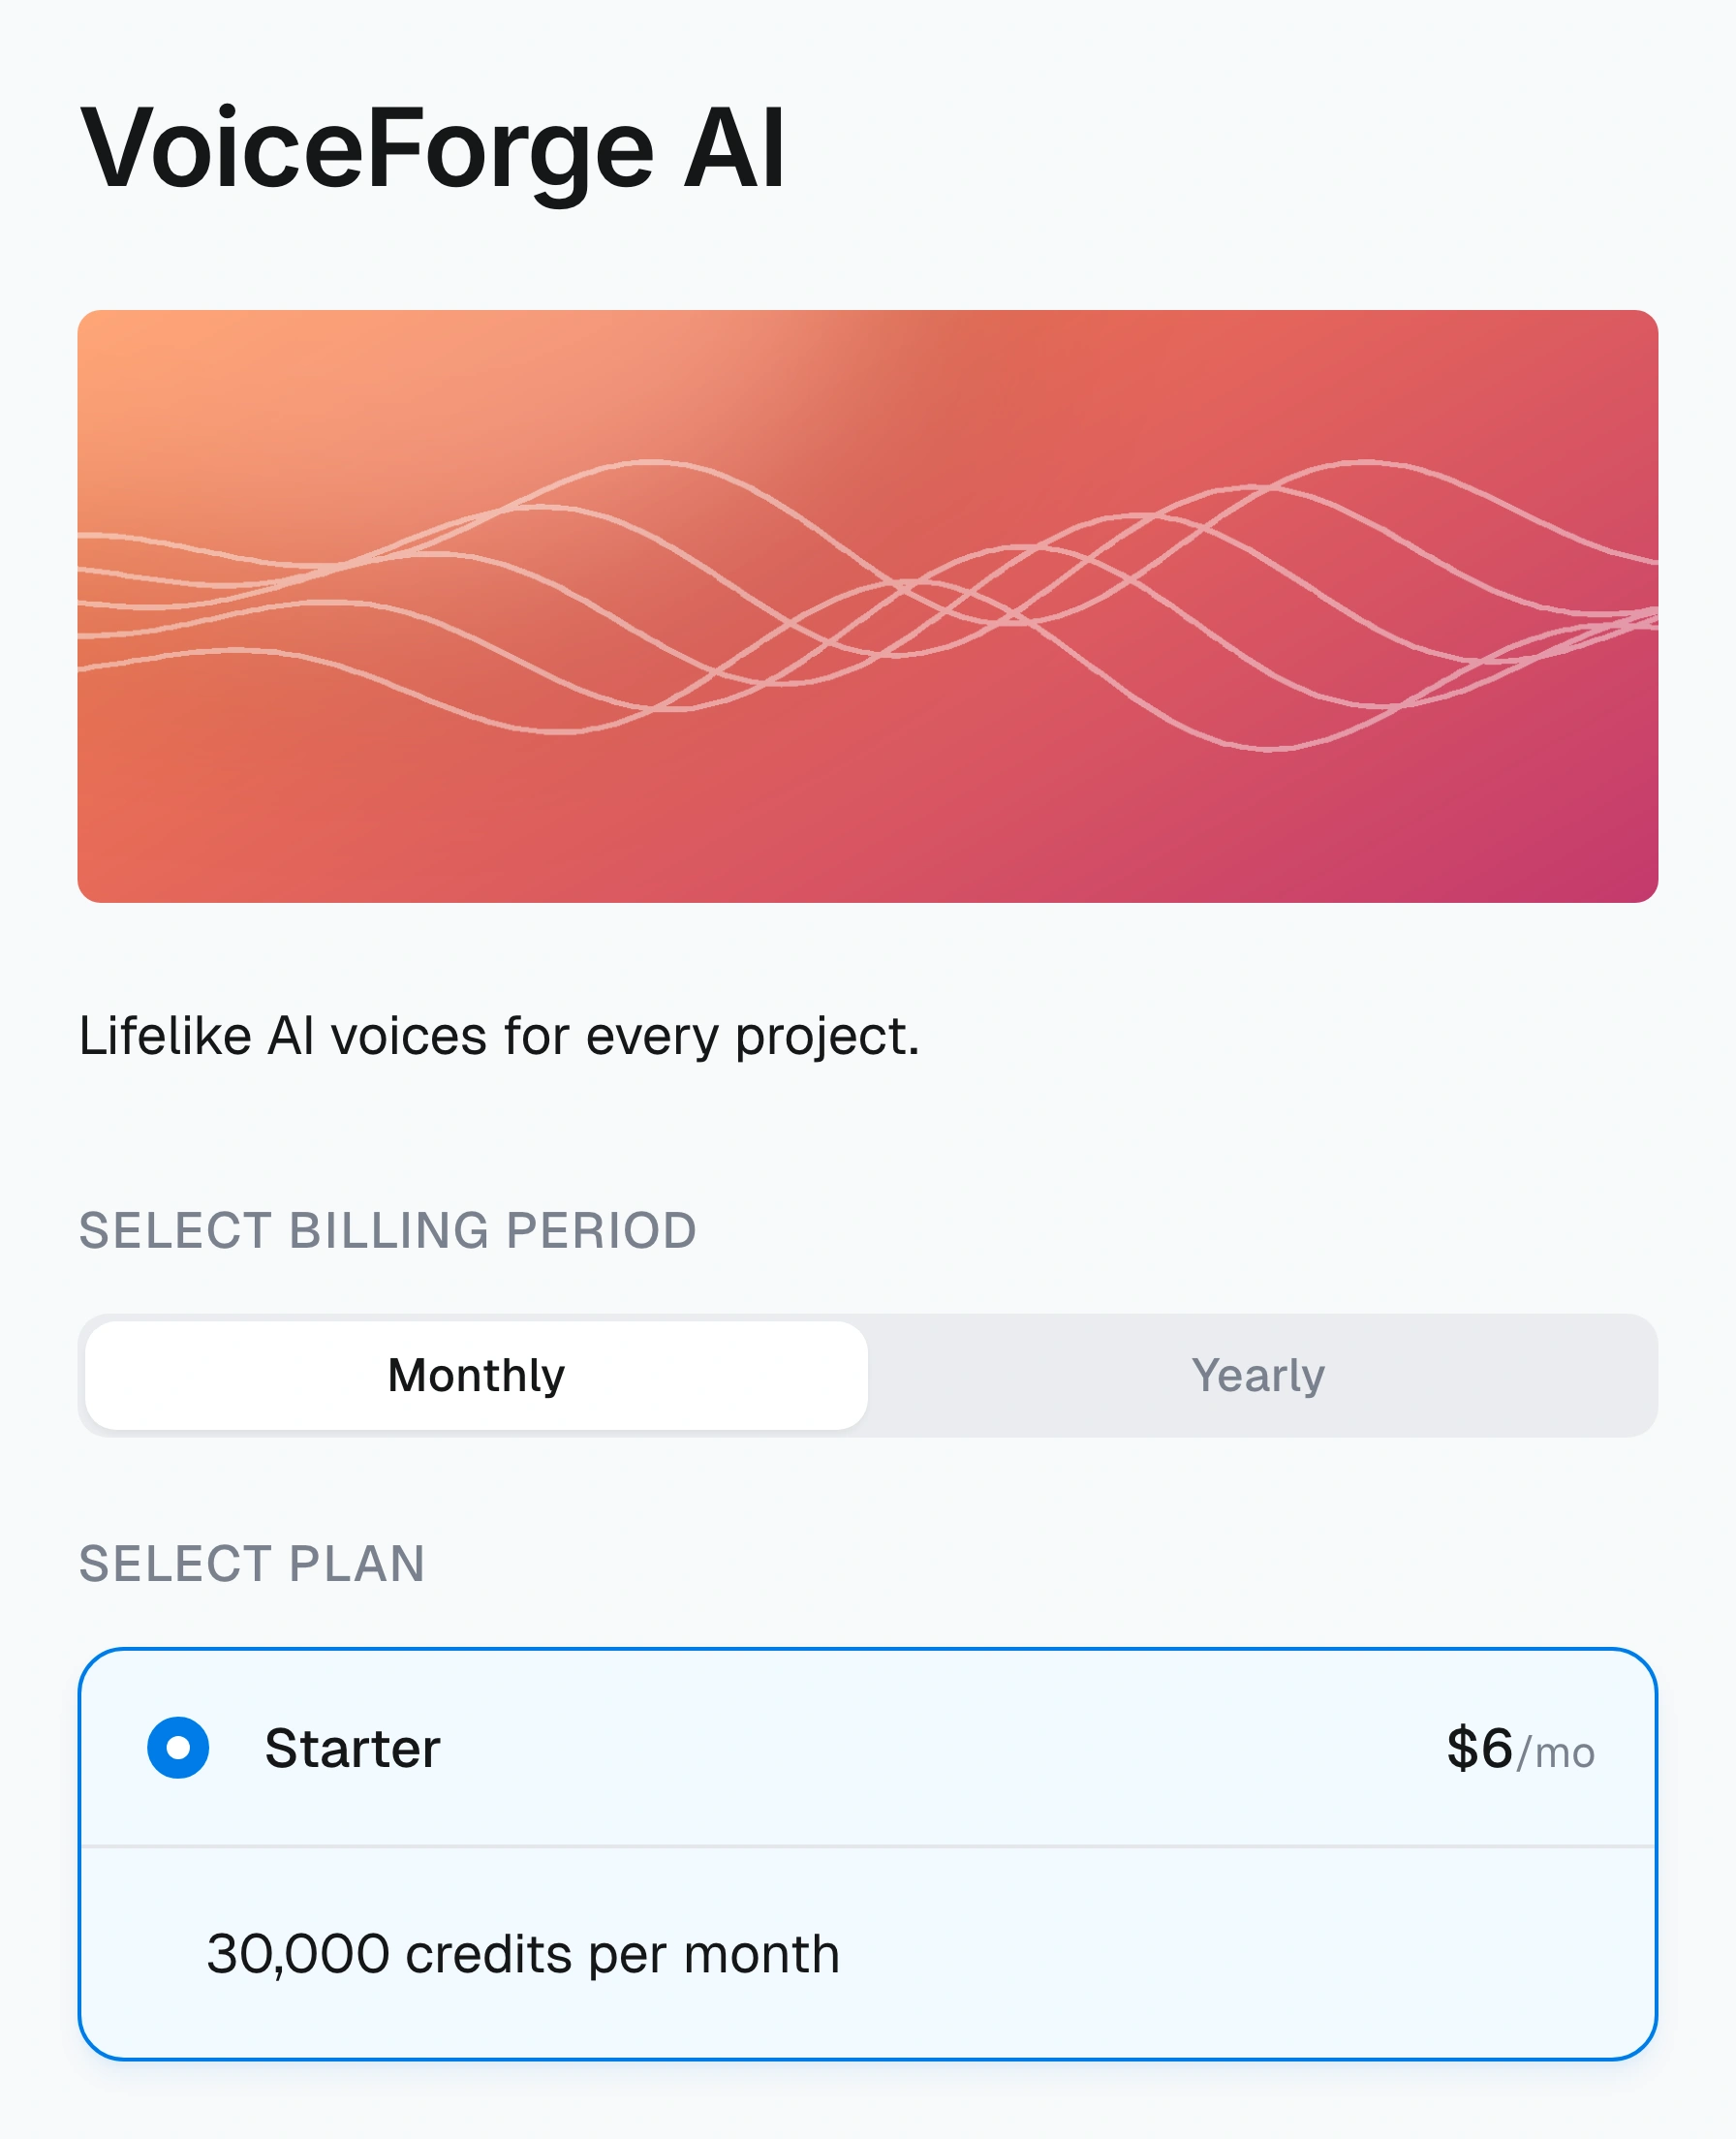 VoiceForge AI
Lifelike AI voices for every project.
SELECT BILLING PERIOD
Monthly Yearly
SELECT PLAN
Starter $6/mo
30,000 credits per month